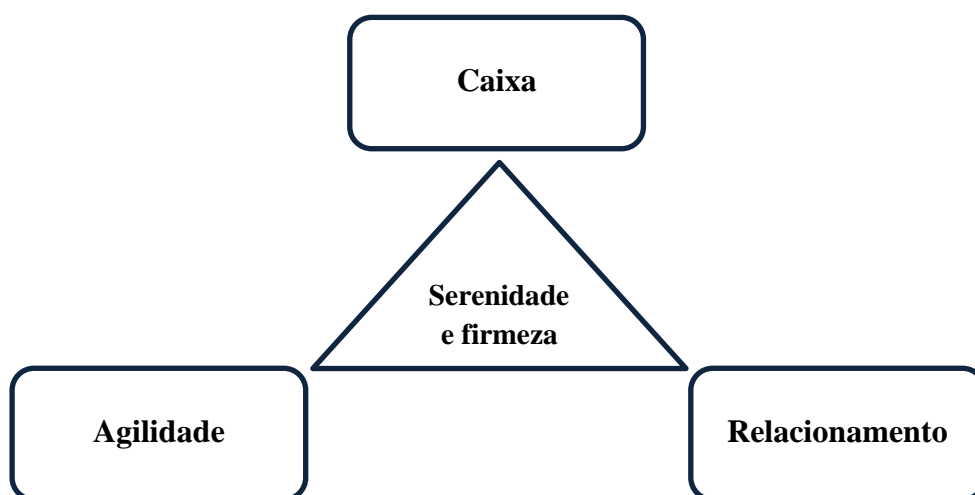 Caixa
Serenidade
e firmeza
Agilidade
Relacionamento